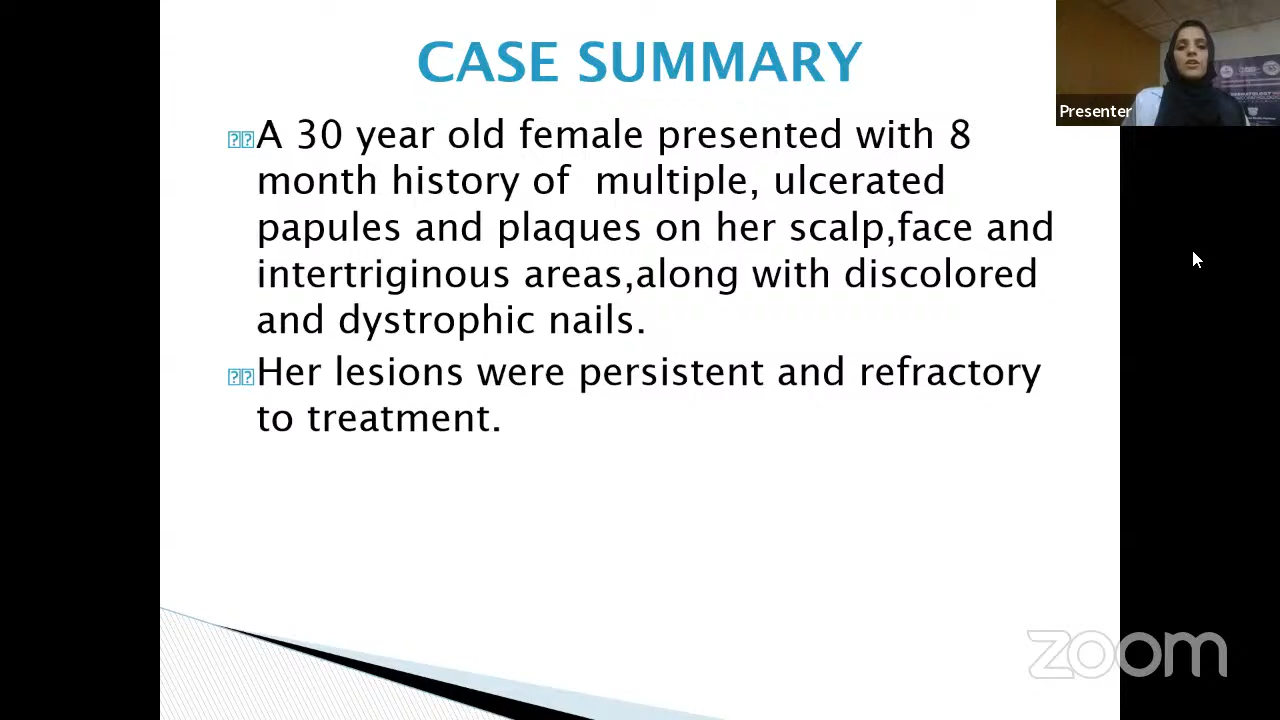 CASE SUMMARY
A 30 year old female presented with 8
month history of  multiple, ulcerated
papules and plaques on her scalp,face and
intertriginous areas,along with discolored
and dystrophic nails.
Her lesions were persistent and refractory
to treatment.
Presenter
zoom